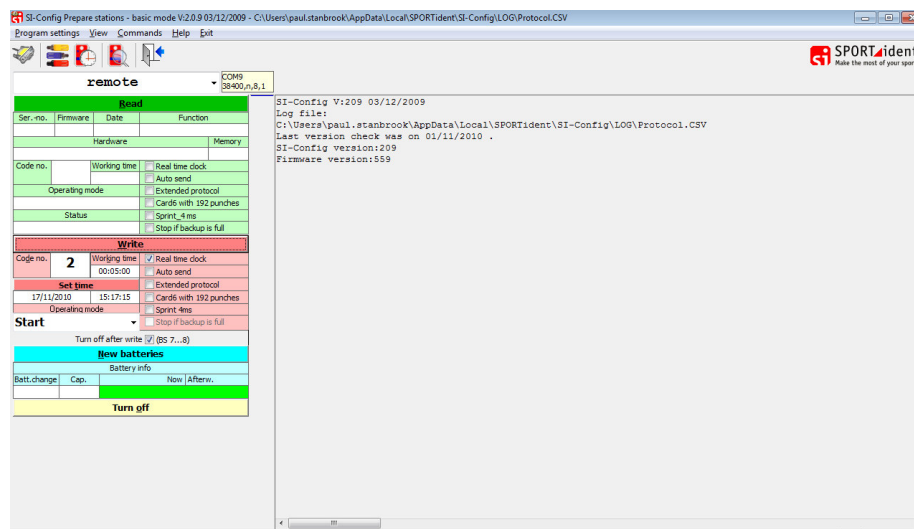 SI-Config Prepare stations - basic mode V:2.0.9 03/12/2009 - C:\Users\paul.stanbrook\AppData\Local\SPORTident\SI-Config\LOG\Protocol.CSV
Program settings View Commands Help Exit
SPORTident
Make the most of your spor
remote
COM9
38400,n,8,1
Read
Ser.-no. Firmware Date Function
Hardware Memory
Code no. Working time Real time clock
Auto send
Operating mode Extended protocol
Card6 with 192 punches
Status Sprint_4 ms
Stop if backup is full
Write
Code no. 2 Working time Real time clock
00:05:00 Auto send
Set time Extended protocol
17/11/2010 15:17:15 Card6 with 192 punches
Operating mode Sprint 4ms
Start Stop if backup is full
Turn off after write (BS 7...8)
New batteries
Battery info
Batt.change Cap. Now Afterw.
Turn off
SI-Config V:209 03/12/2009
Log file:
C:\Users\paul.stanbrook\AppData\Local\SPORTident\SI-Config\LOG\Protocol.CSV
Last version check was on 01/11/2010 .
SI-Config version:209
Firmware version:559